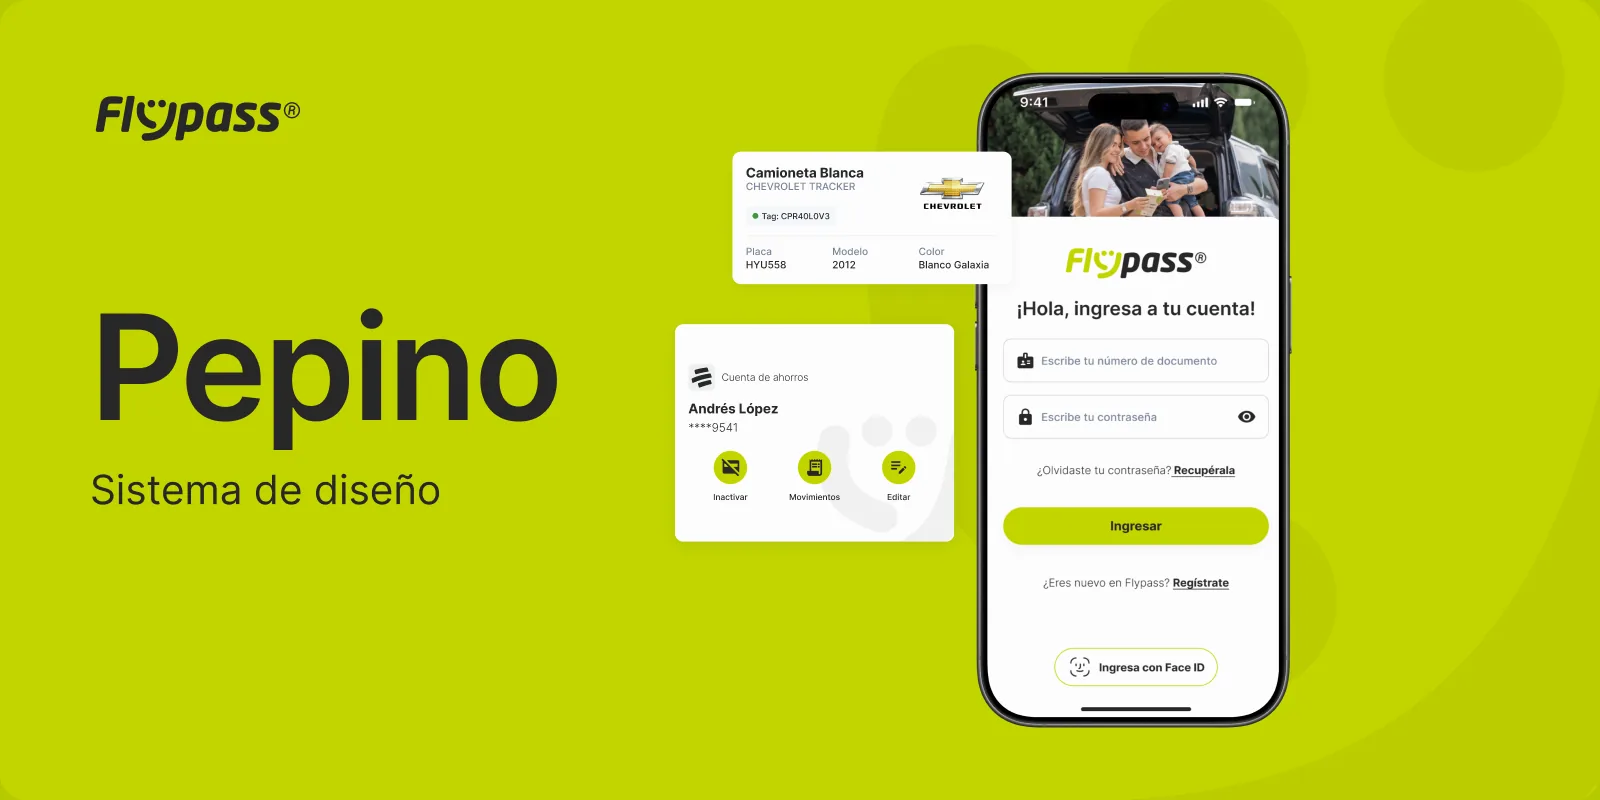 Flypass®
Pepino
Sistema de diseño
Camioneta Blanca
CHEVROLET TRACKER
CHEVROLET
Tag: CPR40L0V3
Placa Modelo Color
HYU558 2012 Blanco Galaxia
Cuenta de ahorros
Andrés López
****9541
Inactivar Movimientos Editar
9:41
Flypass®
¡Hola, ingresa a tu cuenta!
Escribe tu número de documento
Escribe tu contraseña
¿Olvidaste tu contraseña? Recupérala
Ingresar
¿Eres nuevo en Flypass? Regístrate
Ingresa con Face ID